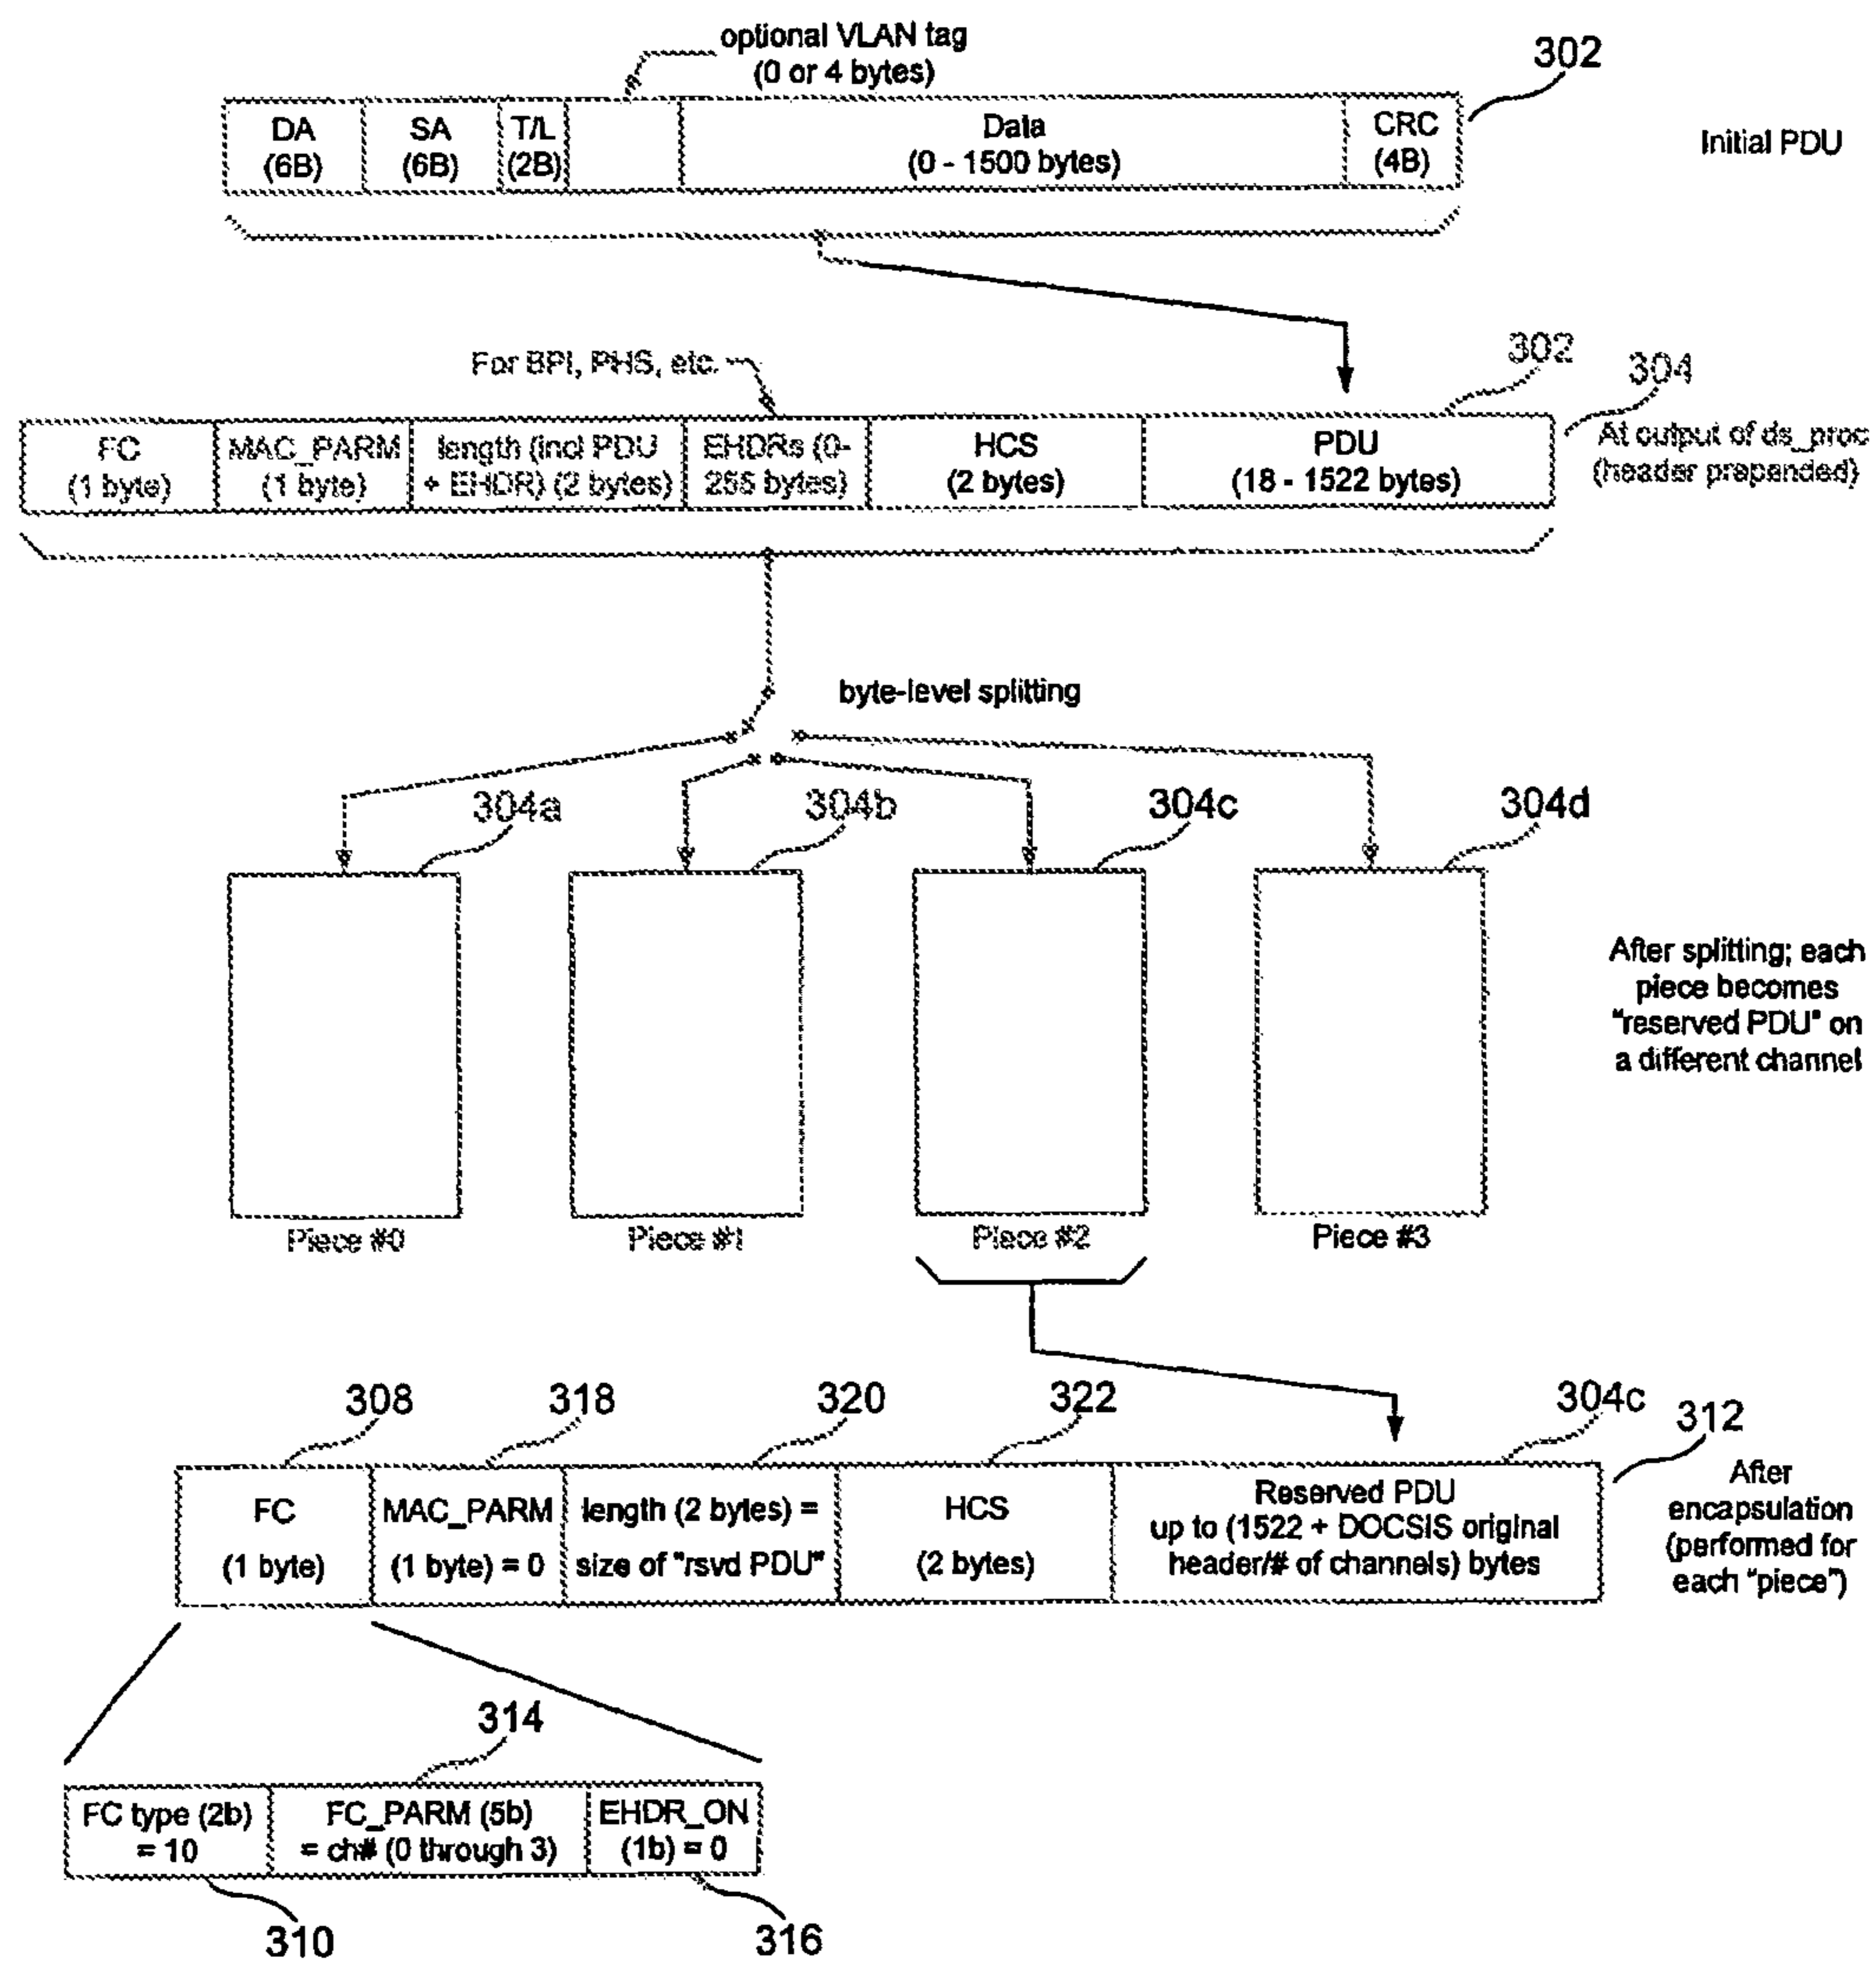 optional VLAN tag
(0 or 4 bytes)
302
DA
(6B)
SA
(6B)
T/L
(2B)
Data
(0 - 1500 bytes)
CRC
(4B)
Initial PDU
For BPI, PHS, etc.
302
304
FC
(1 byte)
MAC_PARM
(1 byte)
length (incl PDU
+ EHDR) (2 bytes)
EHDRs (0-
255 bytes)
HCS
(2 bytes)
PDU
(18 - 1522 bytes)
At output of ds_proc
(header prepended)
byte-level splitting
304a
304b
304c
304d
After splitting; each
piece becomes
"reserved PDU" on
a different channel
Piece #0
Piece #1
Piece #2
Piece #3
308
318
320
322
304c
312
FC
(1 byte)
MAC_PARM
(1 byte) = 0
length (2 bytes) =
size of "rsvd PDU"
HCS
(2 bytes)
Reserved PDU
up to (1522 + DOCSIS original
header/# of channels) bytes
After
encapsulation
(performed for
each "piece")
314
FC type (2b)
= 10
FC_PARM (5b)
= ch# (0 through 3)
EHDR_ON
(1b) = 0
310
316